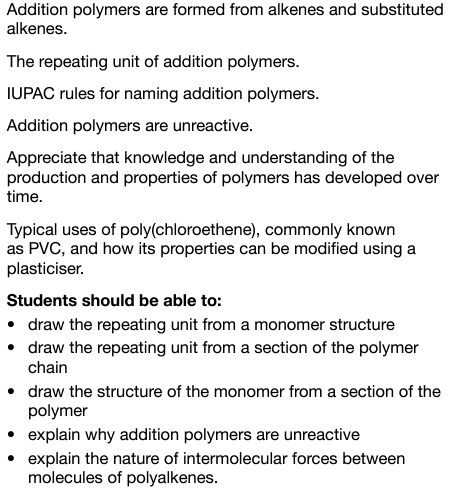 Addition polymers are formed from alkenes and substituted
alkenes.
The repeating unit of addition polymers.
IUPAC rules for naming addition polymers.
Addition polymers are unreactive.
Appreciate that knowledge and understanding of the
production and properties of polymers has developed over
time.
Typical uses of poly(chloroethene), commonly known
as PVC, and how its properties can be modified using a
plasticiser.
Students should be able to:
• draw the repeating unit from a monomer structure
• draw the repeating unit from a section of the polymer
chain
• draw the structure of the monomer from a section of the
polymer
• explain why addition polymers are unreactive
• explain the nature of intermolecular forces between
molecules of polyalkenes.